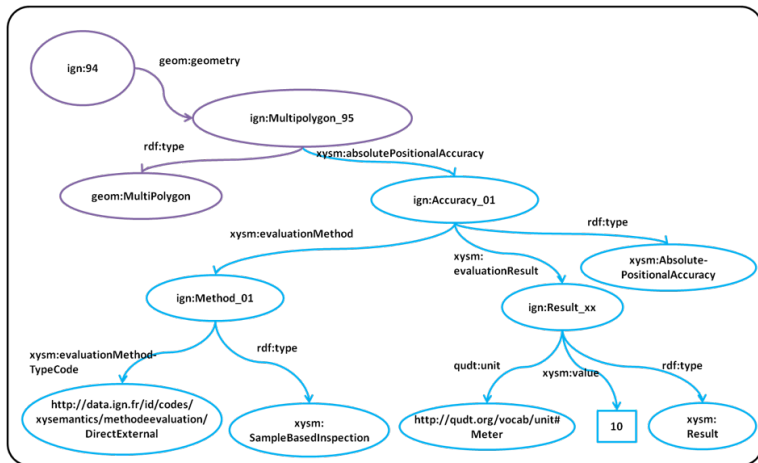 ign:94
geom:geometry
ign:Multipolygon_95
rdf:type
xysm:absolutePositionalAccuracy
geom:MultiPolygon
ign:Accuracy_01
xysm:evaluationMethod
rdf:type
xysm:
evaluationResult
xysm:Absolute-
PositionalAccuracy
ign:Method_01
ign:Result_xx
xysm:evaluationMethod-
TypeCode
rdf:type
qudt:unit
xysm:value
rdf:type
http://data.ign.fr/id/codes/
xysemantics/methodeevaluation/
DirectExternal
xysm:
SampleBasedInspection
http://qudt.org/vocab/unit#
Meter
10
xysm:
Result